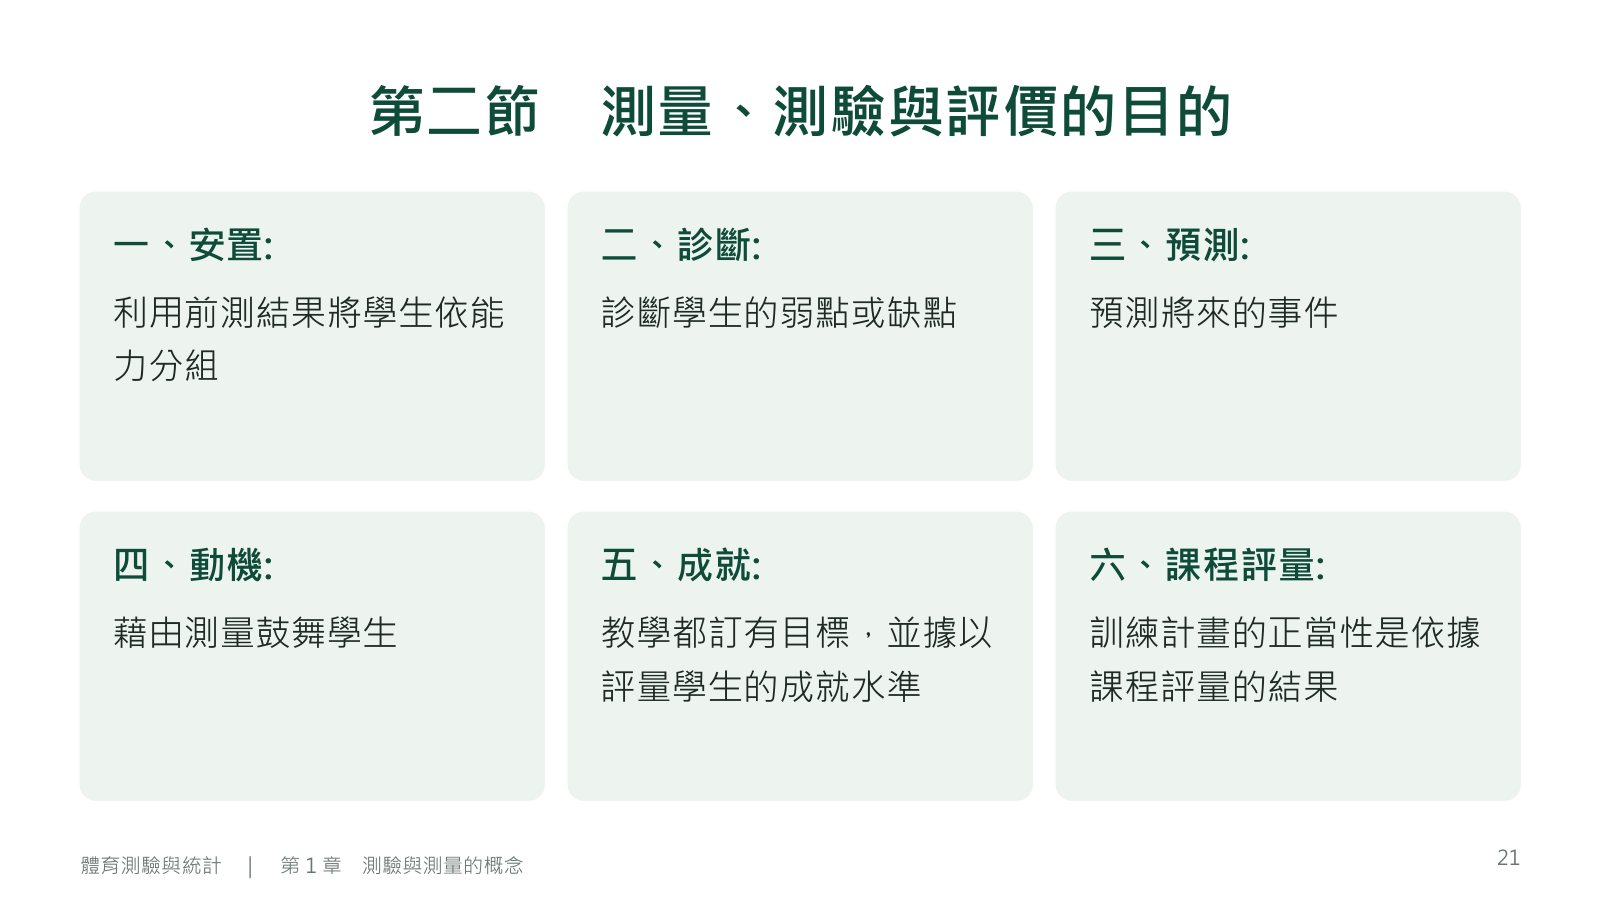 第二節　測量、測驗與評價的目的
一、安置:
利用前測結果將學生依能
力分組
二、診斷:
診斷學生的弱點或缺點
三、預測:
預測將來的事件
四、動機:
藉由測量鼓舞學生
五、成就:
教學都訂有目標，並據以
評量學生的成就水準
六、課程評量:
訓練計畫的正當性是依據
課程評量的結果
體育測驗與統計　|　第 1 章　測驗與測量的概念
21